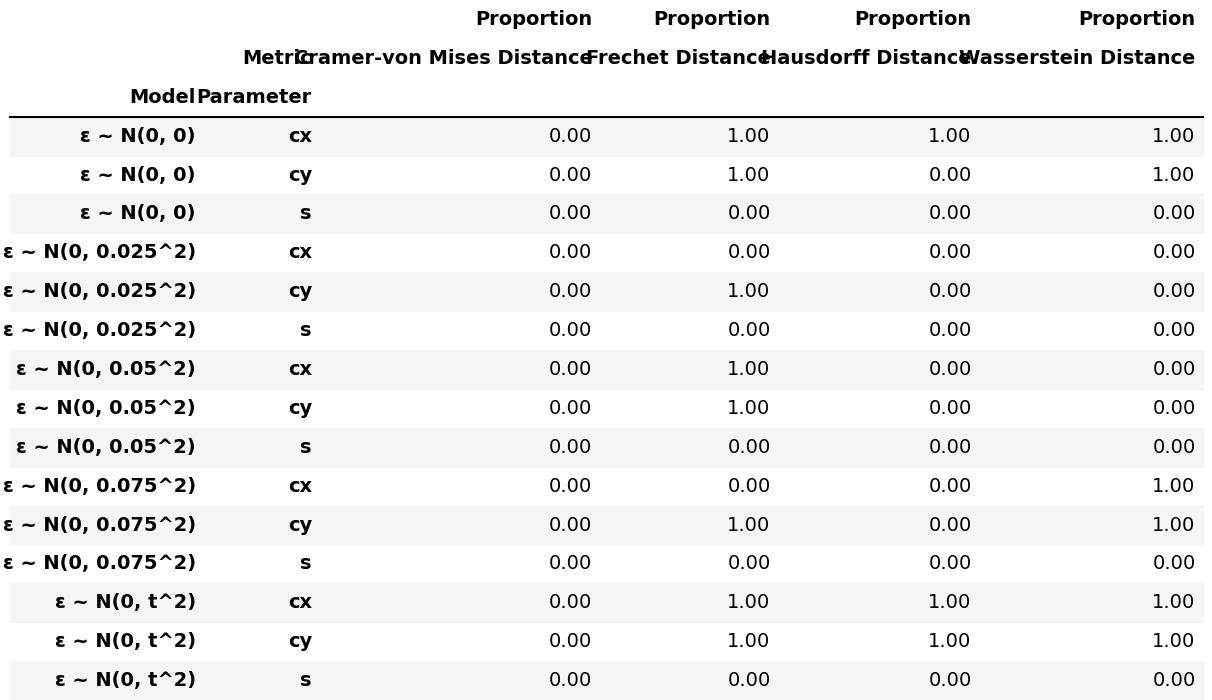 Proportion Proportion Proportion Proportion
Metric Cramer-von Mises Distance Frechet Distance Hausdorff Distance Wasserstein Distance
Model Parameter
ε ~ N(0, 0) cx 0.00 1.00 1.00 1.00
ε ~ N(0, 0) cy 0.00 1.00 0.00 1.00
ε ~ N(0, 0) s 0.00 0.00 0.00 0.00
ε ~ N(0, 0.025^2) cx 0.00 0.00 0.00 0.00
ε ~ N(0, 0.025^2) cy 0.00 1.00 0.00 0.00
ε ~ N(0, 0.025^2) s 0.00 0.00 0.00 0.00
ε ~ N(0, 0.05^2) cx 0.00 1.00 0.00 0.00
ε ~ N(0, 0.05^2) cy 0.00 1.00 0.00 0.00
ε ~ N(0, 0.05^2) s 0.00 0.00 0.00 0.00
ε ~ N(0, 0.075^2) cx 0.00 0.00 0.00 1.00
ε ~ N(0, 0.075^2) cy 0.00 1.00 0.00 1.00
ε ~ N(0, 0.075^2) s 0.00 0.00 0.00 0.00
ε ~ N(0, t^2) cx 0.00 1.00 1.00 1.00
ε ~ N(0, t^2) cy 0.00 1.00 1.00 1.00
ε ~ N(0, t^2) s 0.00 0.00 0.00 0.00